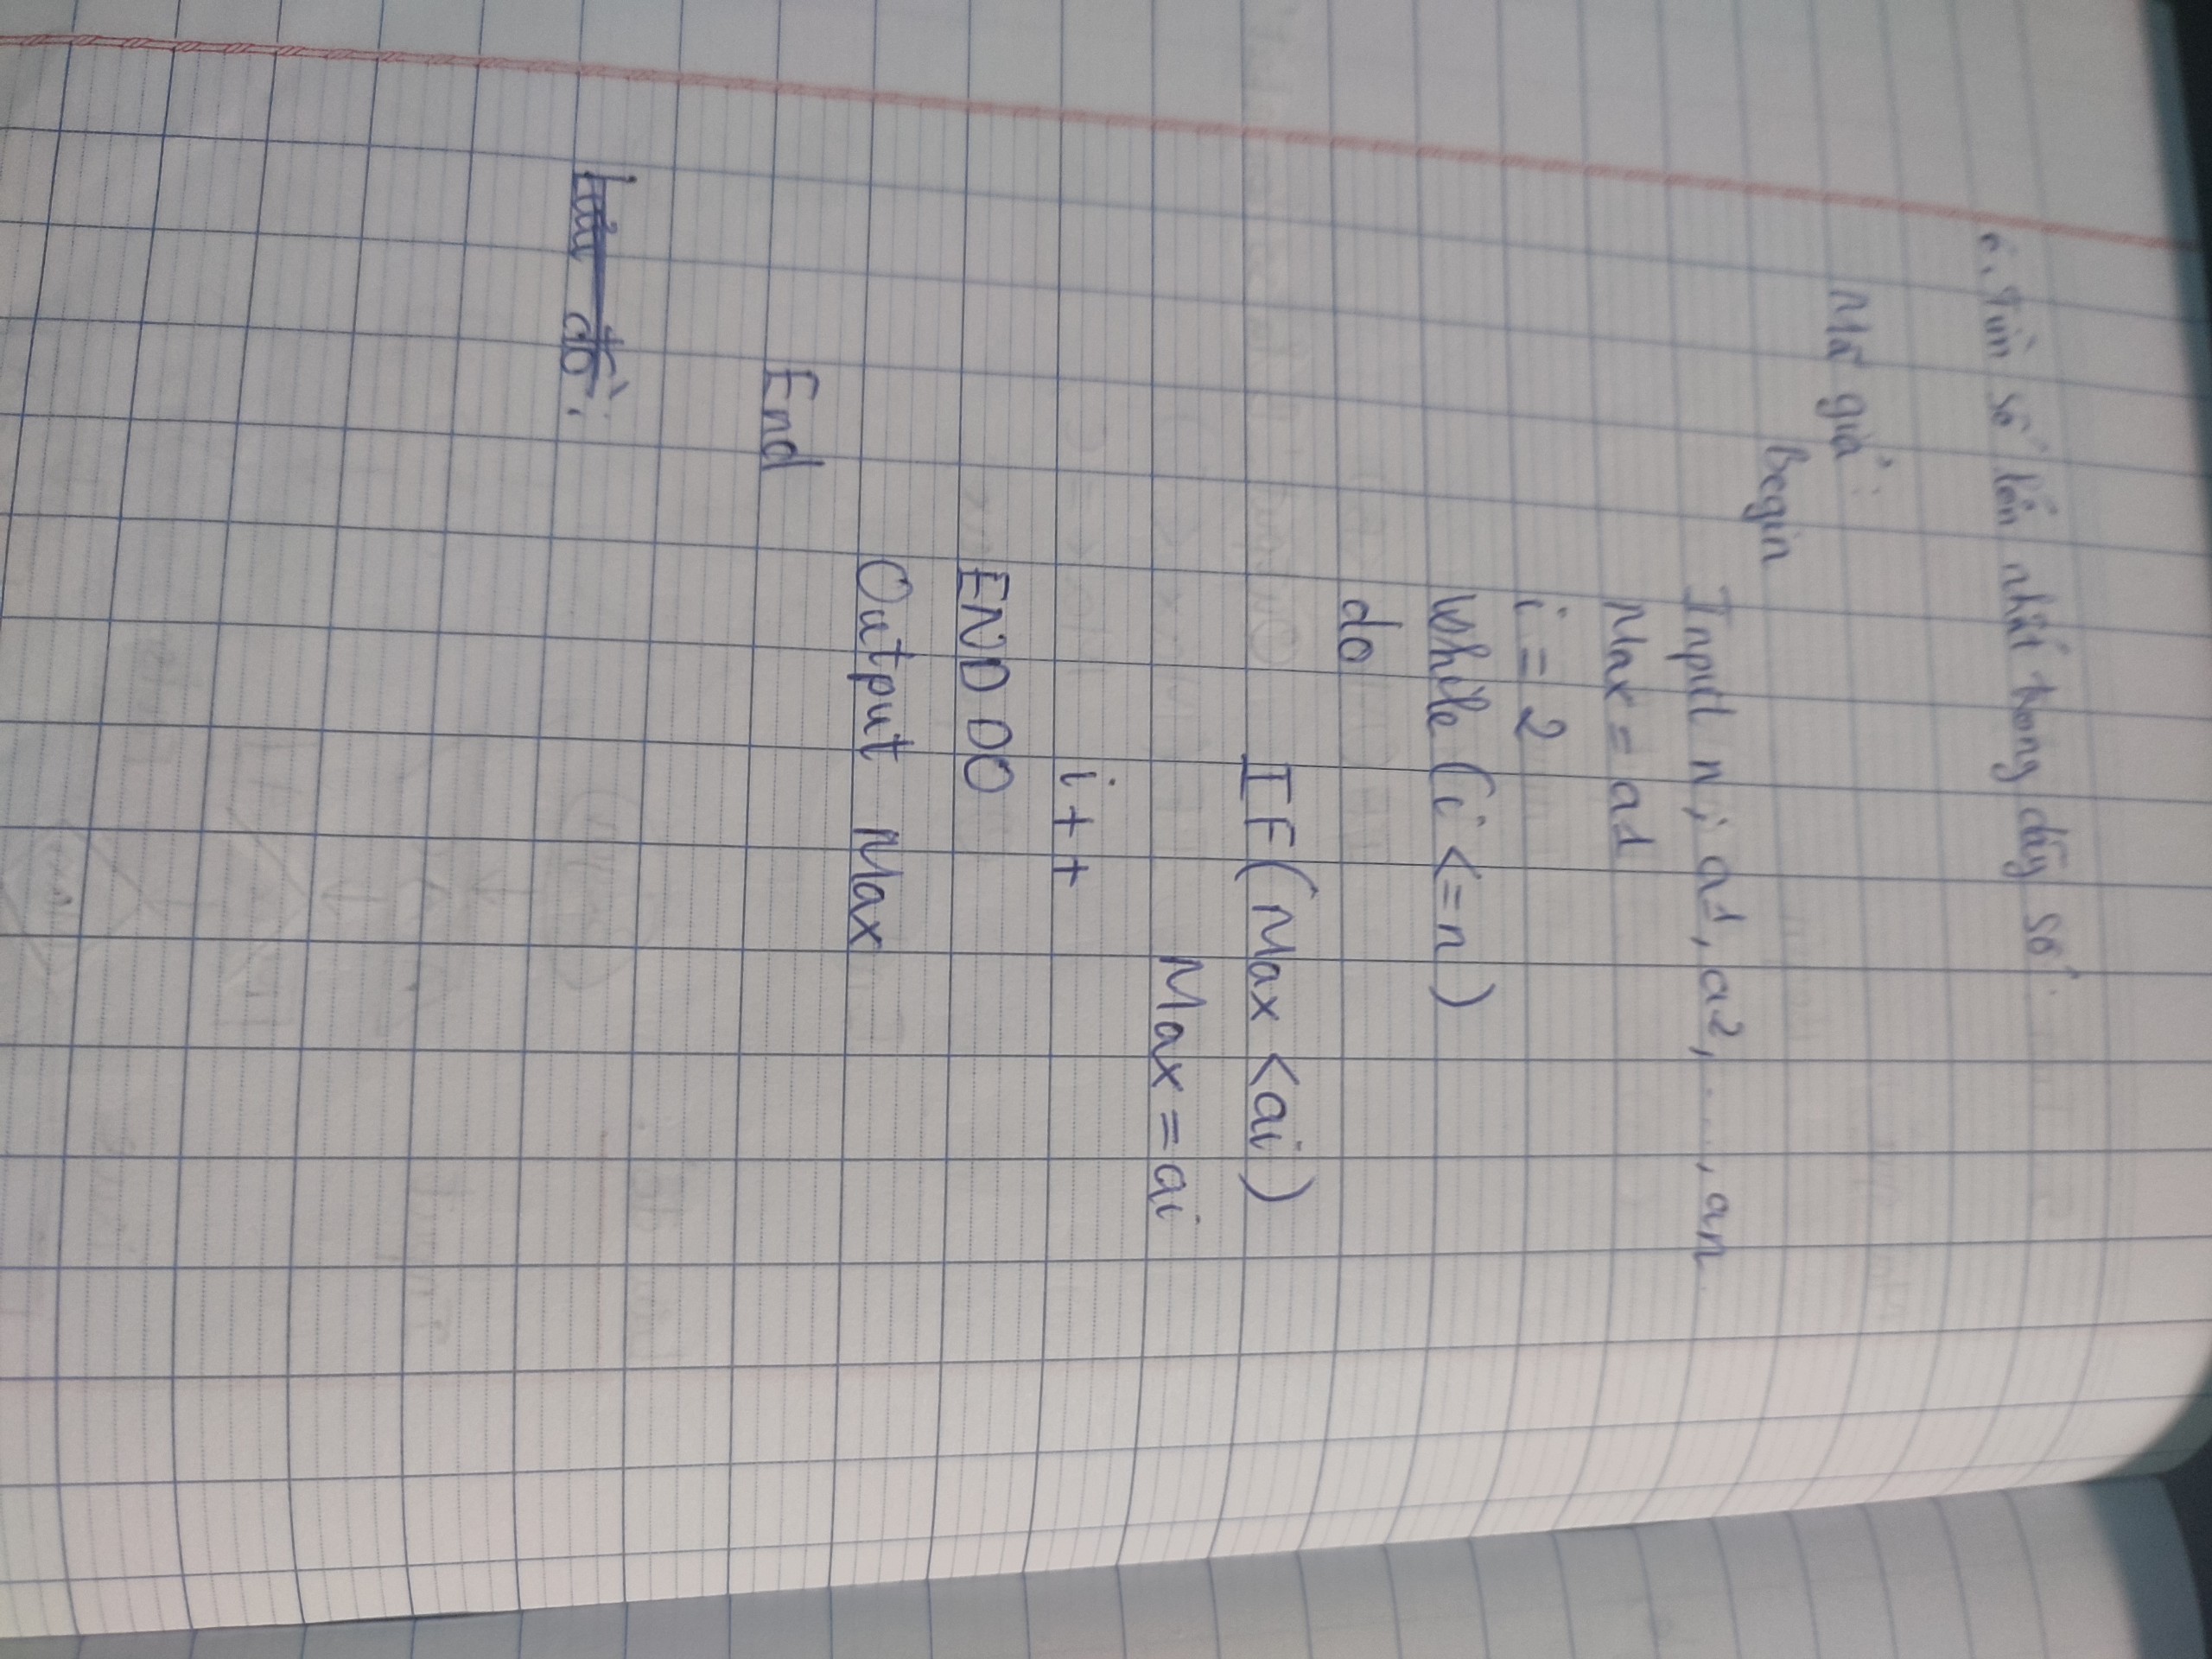 6. Tìm số lớn nhất trong dãy số:
Mã giả:
Begin
Input n; a1, a2, ...., an
Max = a1
i = 2
While (i <= n)
do
IF (Max < ai)
Max = ai
i++
END DO
Output Max
End
Lưu đồ: